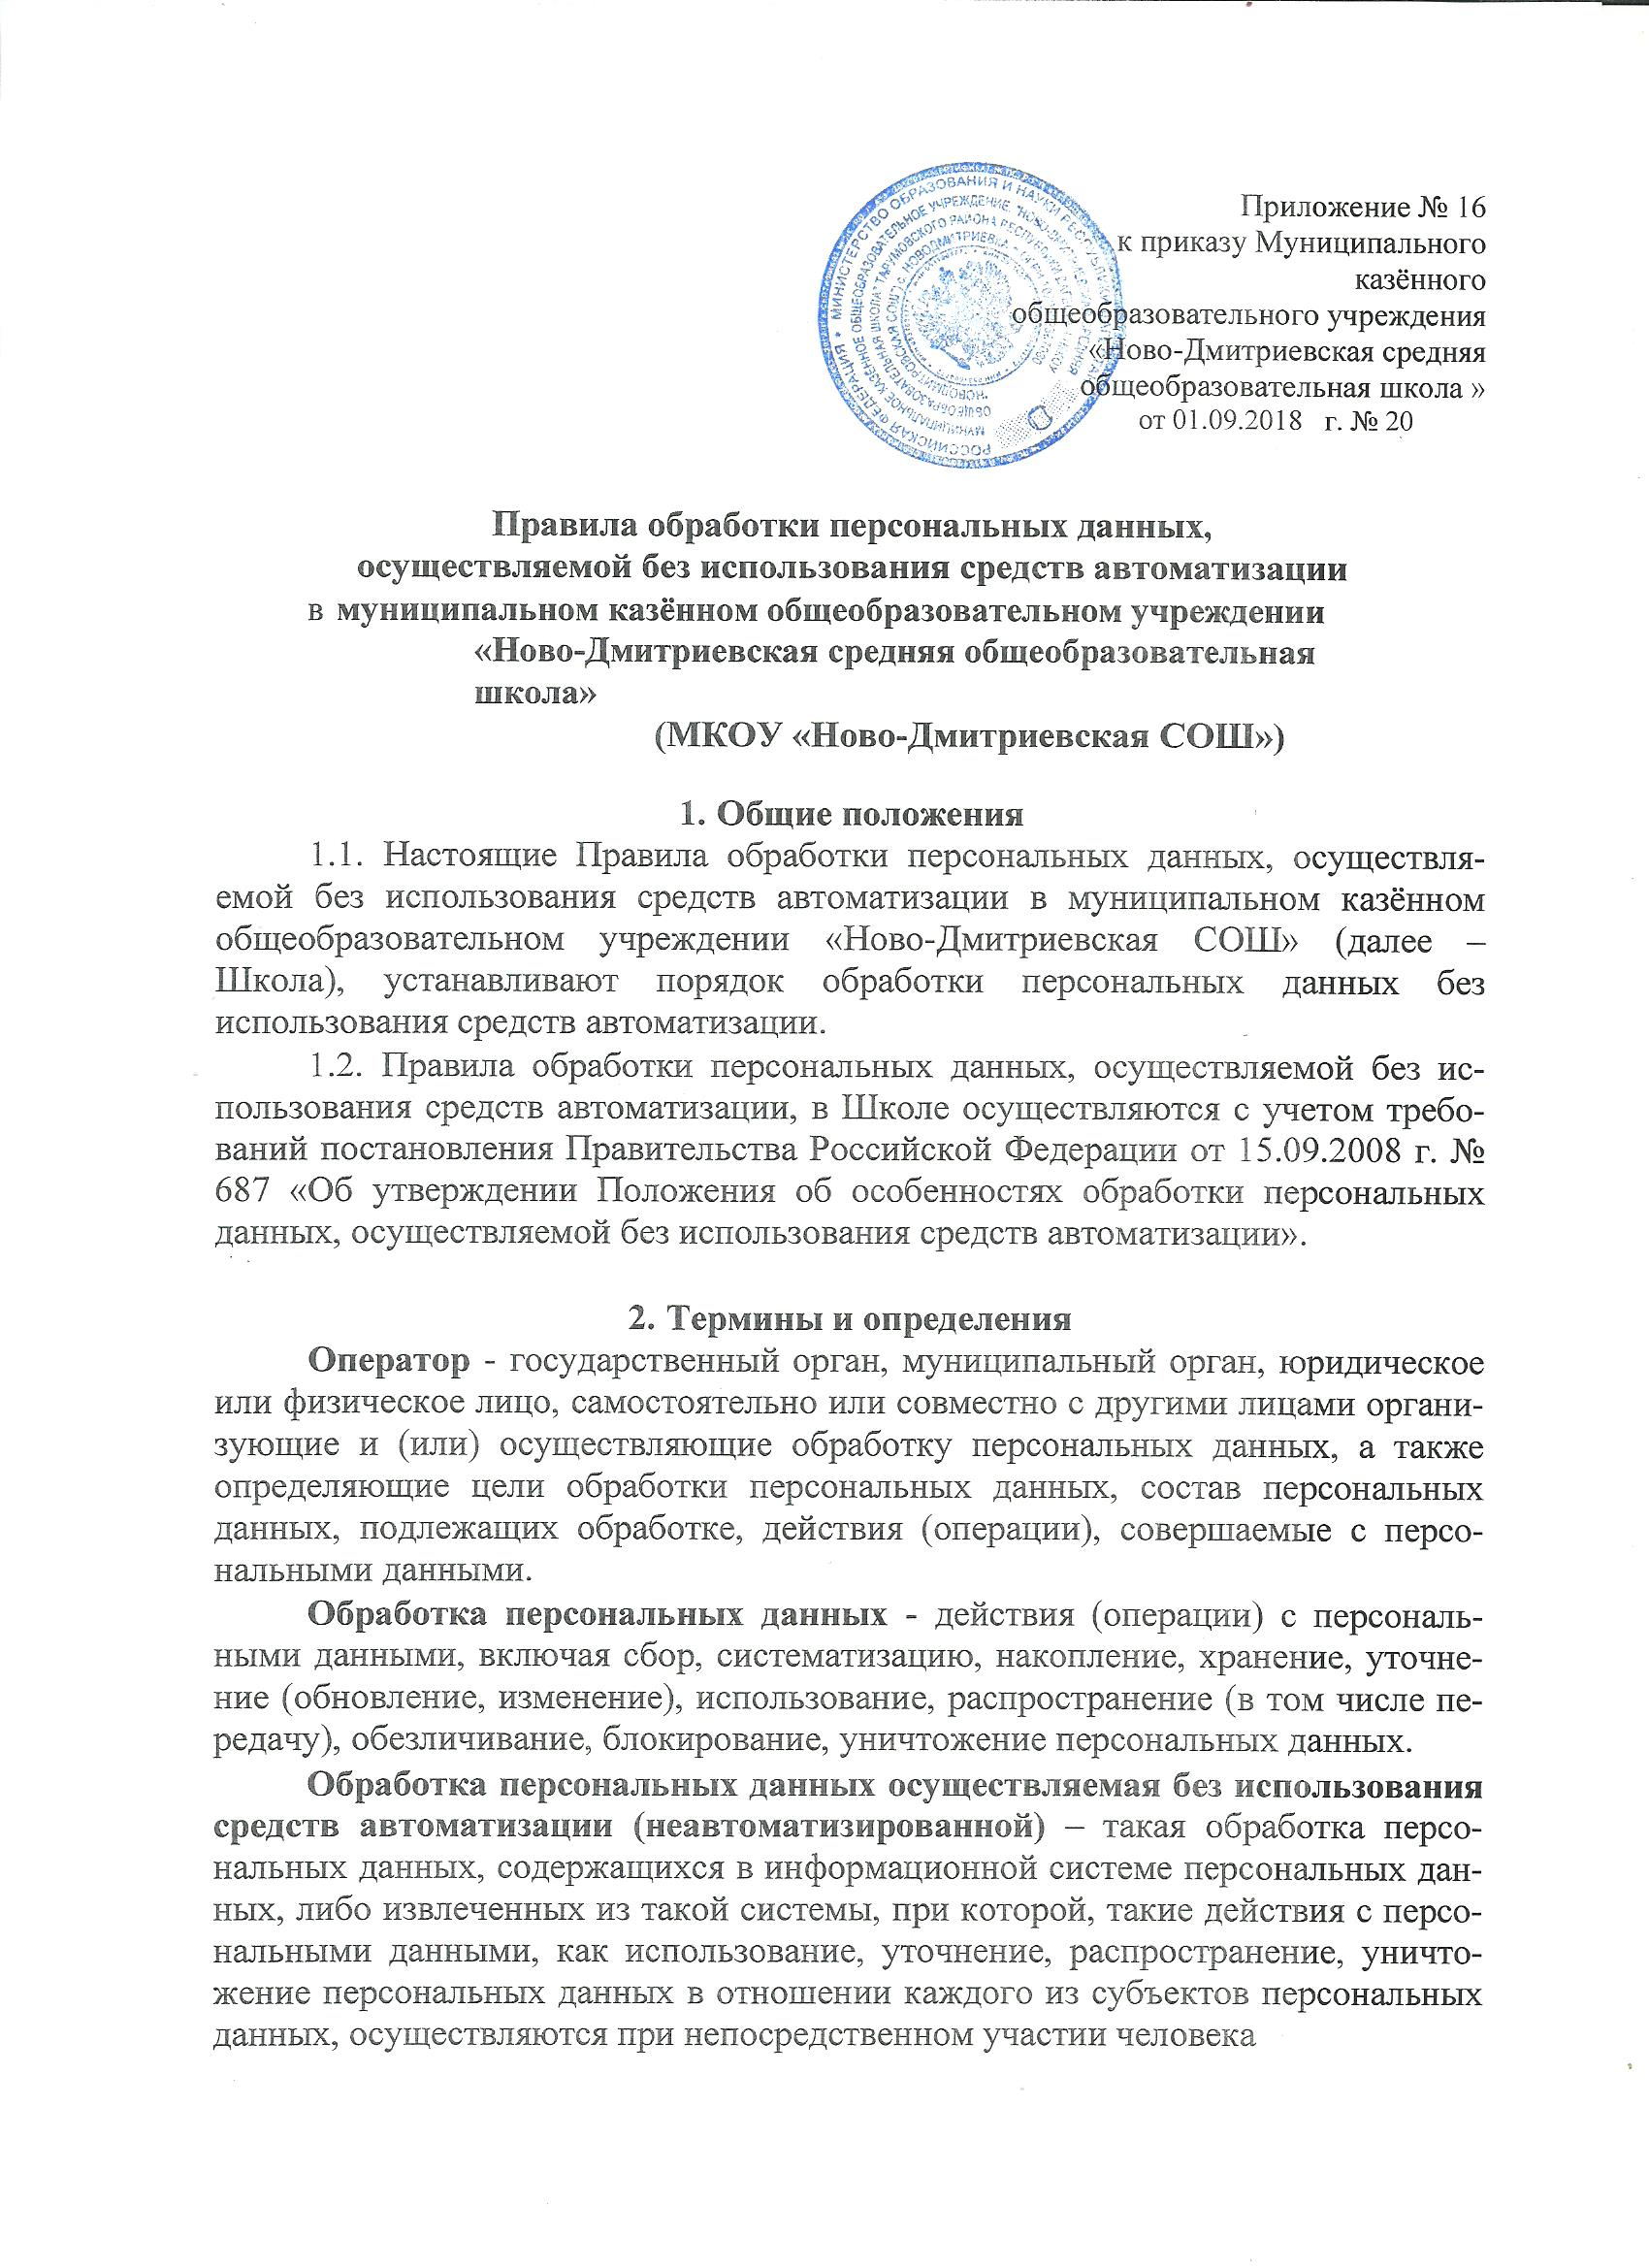 Приложение № 16
к приказу Муниципального
казённого
общеобразовательного учреждения
«Ново-Дмитриевская средняя
общеобразовательная школа »
от 01.09.2018 г. № 20
РОССИЙСКАЯ ФЕДЕРАЦИЯ • МИНИСТЕРСТВО ОБРАЗОВАНИЯ И НАУКИ
Правила обработки персональных данных,
осуществляемой без использования средств автоматизации
в муниципальном казённом общеобразовательном учреждении
«Ново-Дмитриевская средняя общеобразовательная
школа»
(МКОУ «Ново-Дмитриевская СОШ»)
1. Общие положения
1.1. Настоящие Правила обработки персональных данных, осуществля-
емой без использования средств автоматизации в муниципальном казённом
общеобразовательном учреждении «Ново-Дмитриевская СОШ» (далее –
Школа), устанавливают порядок обработки персональных данных без
использования средств автоматизации.
1.2. Правила обработки персональных данных, осуществляемой без ис-
пользования средств автоматизации, в Школе осуществляются с учетом требо-
ваний постановления Правительства Российской Федерации от 15.09.2008 г. №
687 «Об утверждении Положения об особенностях обработки персональных
данных, осуществляемой без использования средств автоматизации».
2. Термины и определения
Оператор - государственный орган, муниципальный орган, юридическое
или физическое лицо, самостоятельно или совместно с другими лицами органи-
зующие и (или) осуществляющие обработку персональных данных, а также
определяющие цели обработки персональных данных, состав персональных
данных, подлежащих обработке, действия (операции), совершаемые с персо-
нальными данными.
Обработка персональных данных - действия (операции) с персональ-
ными данными, включая сбор, систематизацию, накопление, хранение, уточне-
ние (обновление, изменение), использование, распространение (в том числе пе-
редачу), обезличивание, блокирование, уничтожение персональных данных.
Обработка персональных данных осуществляемая без использования
средств автоматизации (неавтоматизированной) – такая обработка персо-
нальных данных, содержащихся в информационной системе персональных дан-
ных, либо извлеченных из такой системы, при которой, такие действия с персо-
нальными данными, как использование, уточнение, распространение, уничто-
жение персональных данных в отношении каждого из субъектов персональных
данных, осуществляются при непосредственном участии человека